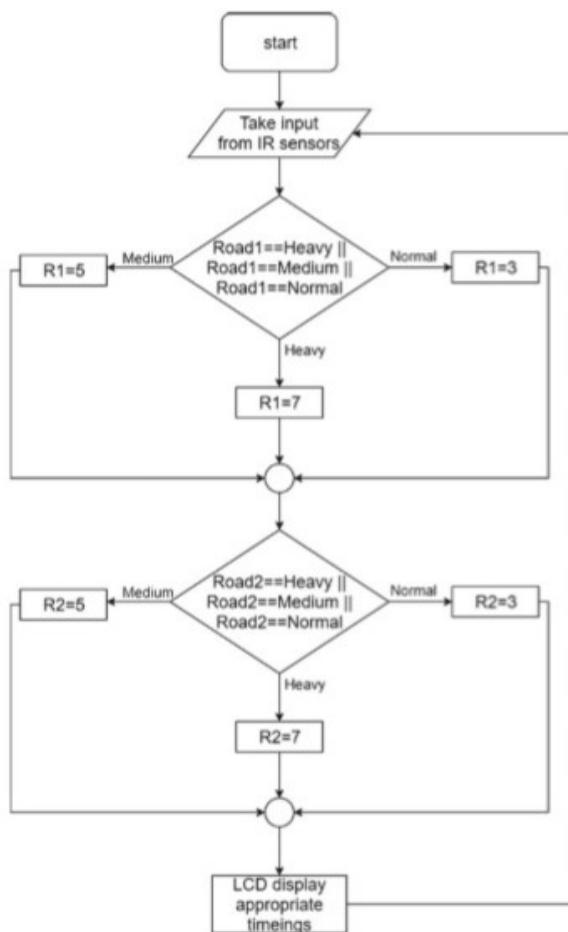 start
Take input
from IR sensors
Road1==Heavy ||
Road1==Medium ||
Road1==Normal
Medium
R1=5
Normal
R1=3
Heavy
R1=7
Road2==Heavy ||
Road2==Medium ||
Road2==Normal
Medium
R2=5
Normal
R2=3
Heavy
R2=7
LCD display
appropriate
timeings